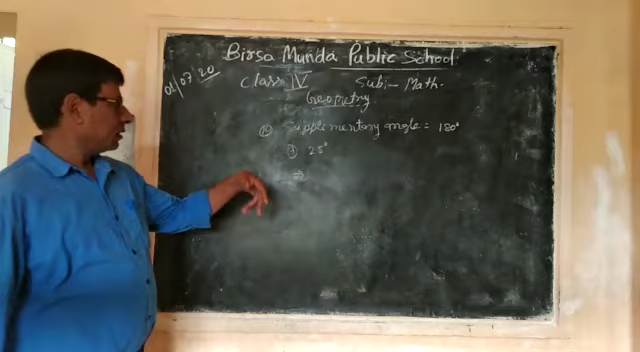 Birsa Munda Public School
01/07/20
Class IV Sub:- Math.
Geometry
Supplementary angle = 180°
25°
⇒